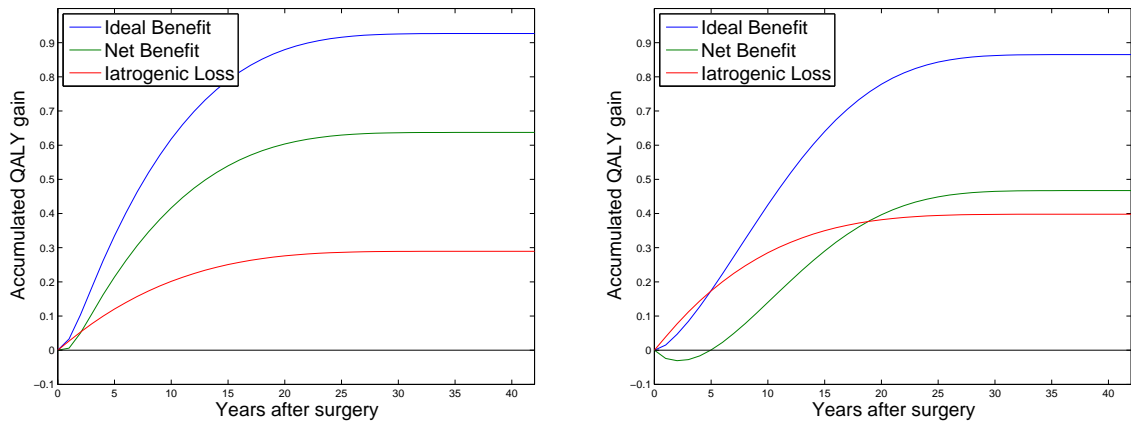 Ideal Benefit
Net Benefit
Iatrogenic Loss
Accumulated QALY gain
0.9
0.8
0.7
0.6
0.5
0.4
0.3
0.2
0.1
0
−0.1
0 5 10 15 20 25 30 35 40
Years after surgery
Ideal Benefit
Net Benefit
Iatrogenic Loss
Accumulated QALY gain
0.9
0.8
0.7
0.6
0.5
0.4
0.3
0.2
0.1
0
−0.1
0 5 10 15 20 25 30 35 40
Years after surgery